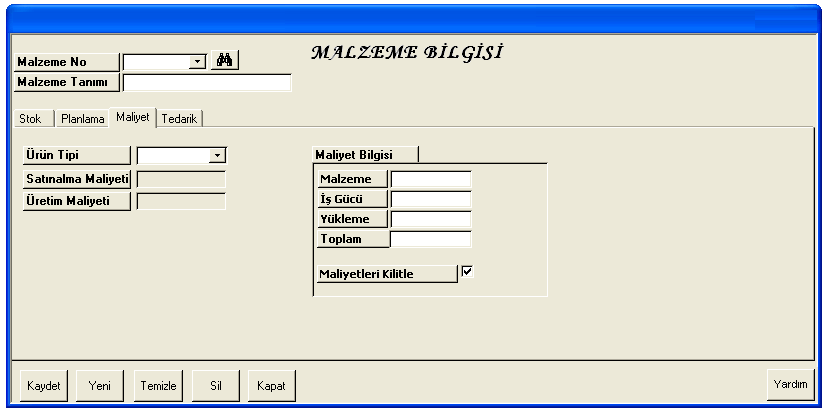 MALZEME BİLGİSİ
Malzeme No
Malzeme Tanımı
Stok Planlama Maliyet Tedarik
Ürün Tipi
Satınalma Maliyeti
Üretim Maliyeti
Maliyet Bilgisi
Malzeme
İş Gücü
Yükleme
Toplam
Maliyetleri Kilitle
Kaydet Yeni Temizle Sil Kapat Yardım